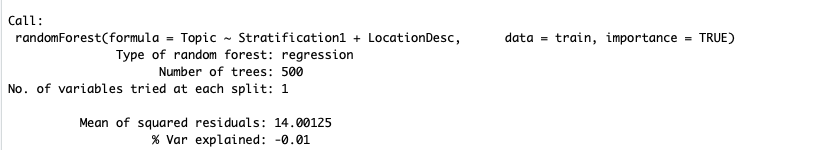 Call:
randomForest(formula = Topic ~ Stratification1 + LocationDesc,      data = train, importance = TRUE)
Type of random forest: regression
Number of trees: 500
No. of variables tried at each split: 1
Mean of squared residuals: 14.00125
% Var explained: -0.01